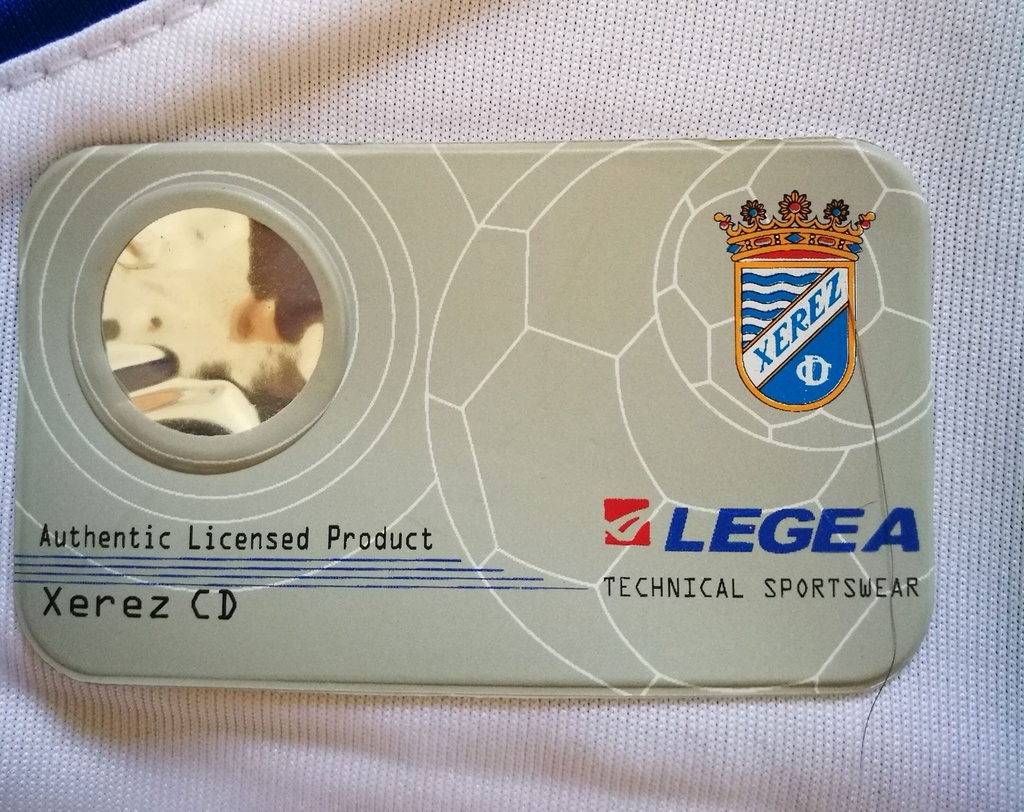 XEREZ
CD
Authentic Licensed Product
Xerez CD
LEGEA
TECHNICAL SPORTSWEAR